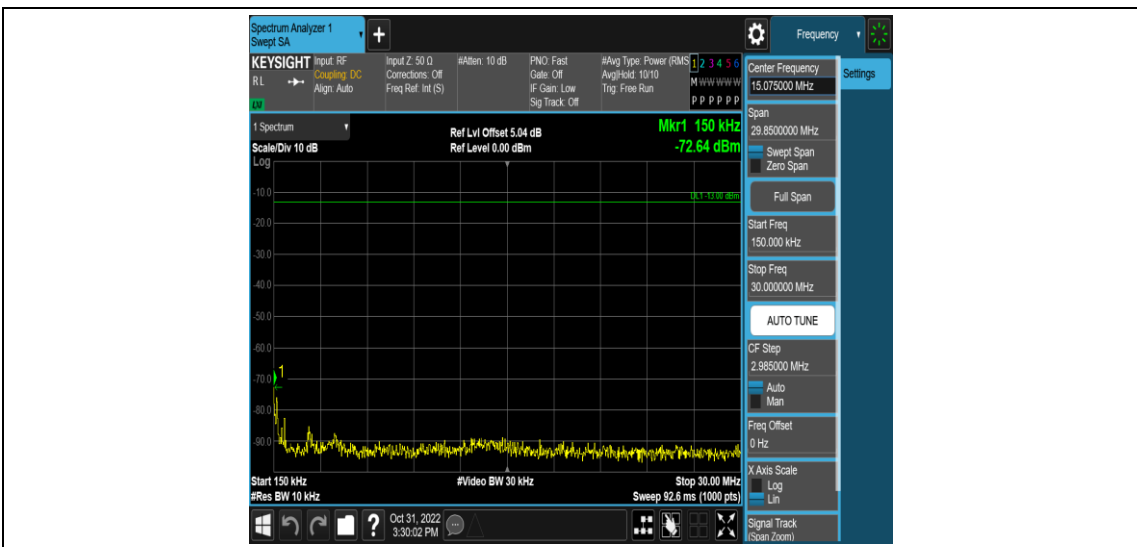 Spectrum Analyzer 1
Swept SA
+
Frequency
KEYSIGHT
RL
LXI
Input: RF
Coupling: DC
Align: Auto
Input Z: 50 Ω
Corrections: Off
Freq Ref: Int (S)
#Atten: 10 dB
PNO: Fast
Gate: Off
IF Gain: Low
Sig Track: Off
#Avg Type: Power (RMS
Avg|Hold: 10/10
Trig: Free Run
1 2 3 4 5 6
M W W W W W
P P P P P P
1 Spectrum
Scale/Div 10 dB
Log
Ref Lvl Offset 5.04 dB
Ref Level 0.00 dBm
Mkr1 150 kHz
-72.64 dBm
DL1 -13.00 dBm
-10.0
-20.0
-30.0
-40.0
-50.0
-60.0
-70.0
1
-80.0
-90.0
Start 150 kHz
#Res BW 10 kHz
#Video BW 30 kHz
Stop 30.00 MHz
Sweep 92.6 ms (1000 pts)
?
Oct 31, 2022
3:30:02 PM
Center Frequency
15.075000 MHz
Settings
Span
29.8500000 MHz
Swept Span
Zero Span
Full Span
Start Freq
150.000 kHz
Stop Freq
30.000000 MHz
AUTO TUNE
CF Step
2.985000 MHz
Auto
Man
Freq Offset
0 Hz
X Axis Scale
Log
Lin
Signal Track
(Span Zoom)